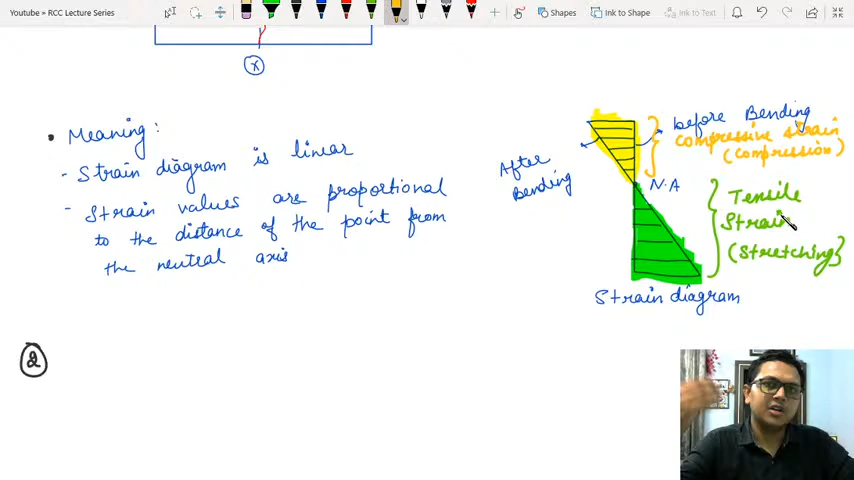 Youtube » RCC Lecture Series
Shapes
Ink to Shape
Ink to Text
x
• Meaning:
- Strain diagram is linear
- Strain values are proportional
to the distance of the point from
the neutral axis
After
Bending
before Bending
compressive strain
(compression)
N.A
Tensile
Strain
(Stretching}
Strain diagram
2